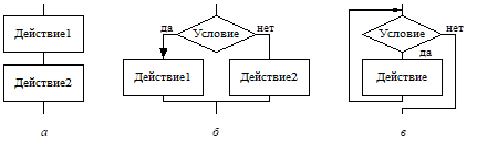 Действие1
Действие2
а
да
Условие
нет
Действие1
Действие2
б
Условие
нет
да
Действие
в